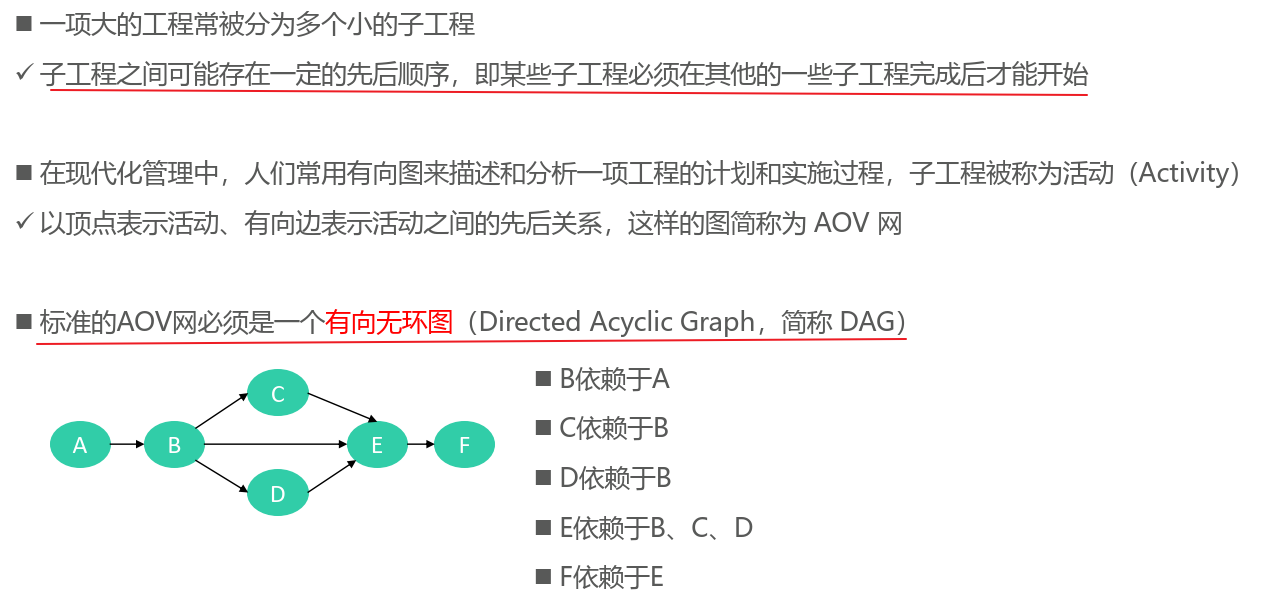 ■ 一项大的工程常被分为多个小的子工程
✓ 子工程之间可能存在一定的先后顺序，即某些子工程必须在其他的一些子工程完成后才能开始
■ 在现代化管理中，人们常用有向图来描述和分析一项工程的计划和实施过程，子工程被称为活动（Activity）
✓ 以顶点表示活动、有向边表示活动之间的先后关系，这样的图简称为 AOV 网
■ 标准的AOV网必须是一个有向无环图（Directed Acyclic Graph，简称 DAG）
A
B
C
D
E
F
■ B依赖于A
■ C依赖于B
■ D依赖于B
■ E依赖于B、C、D
■ F依赖于E